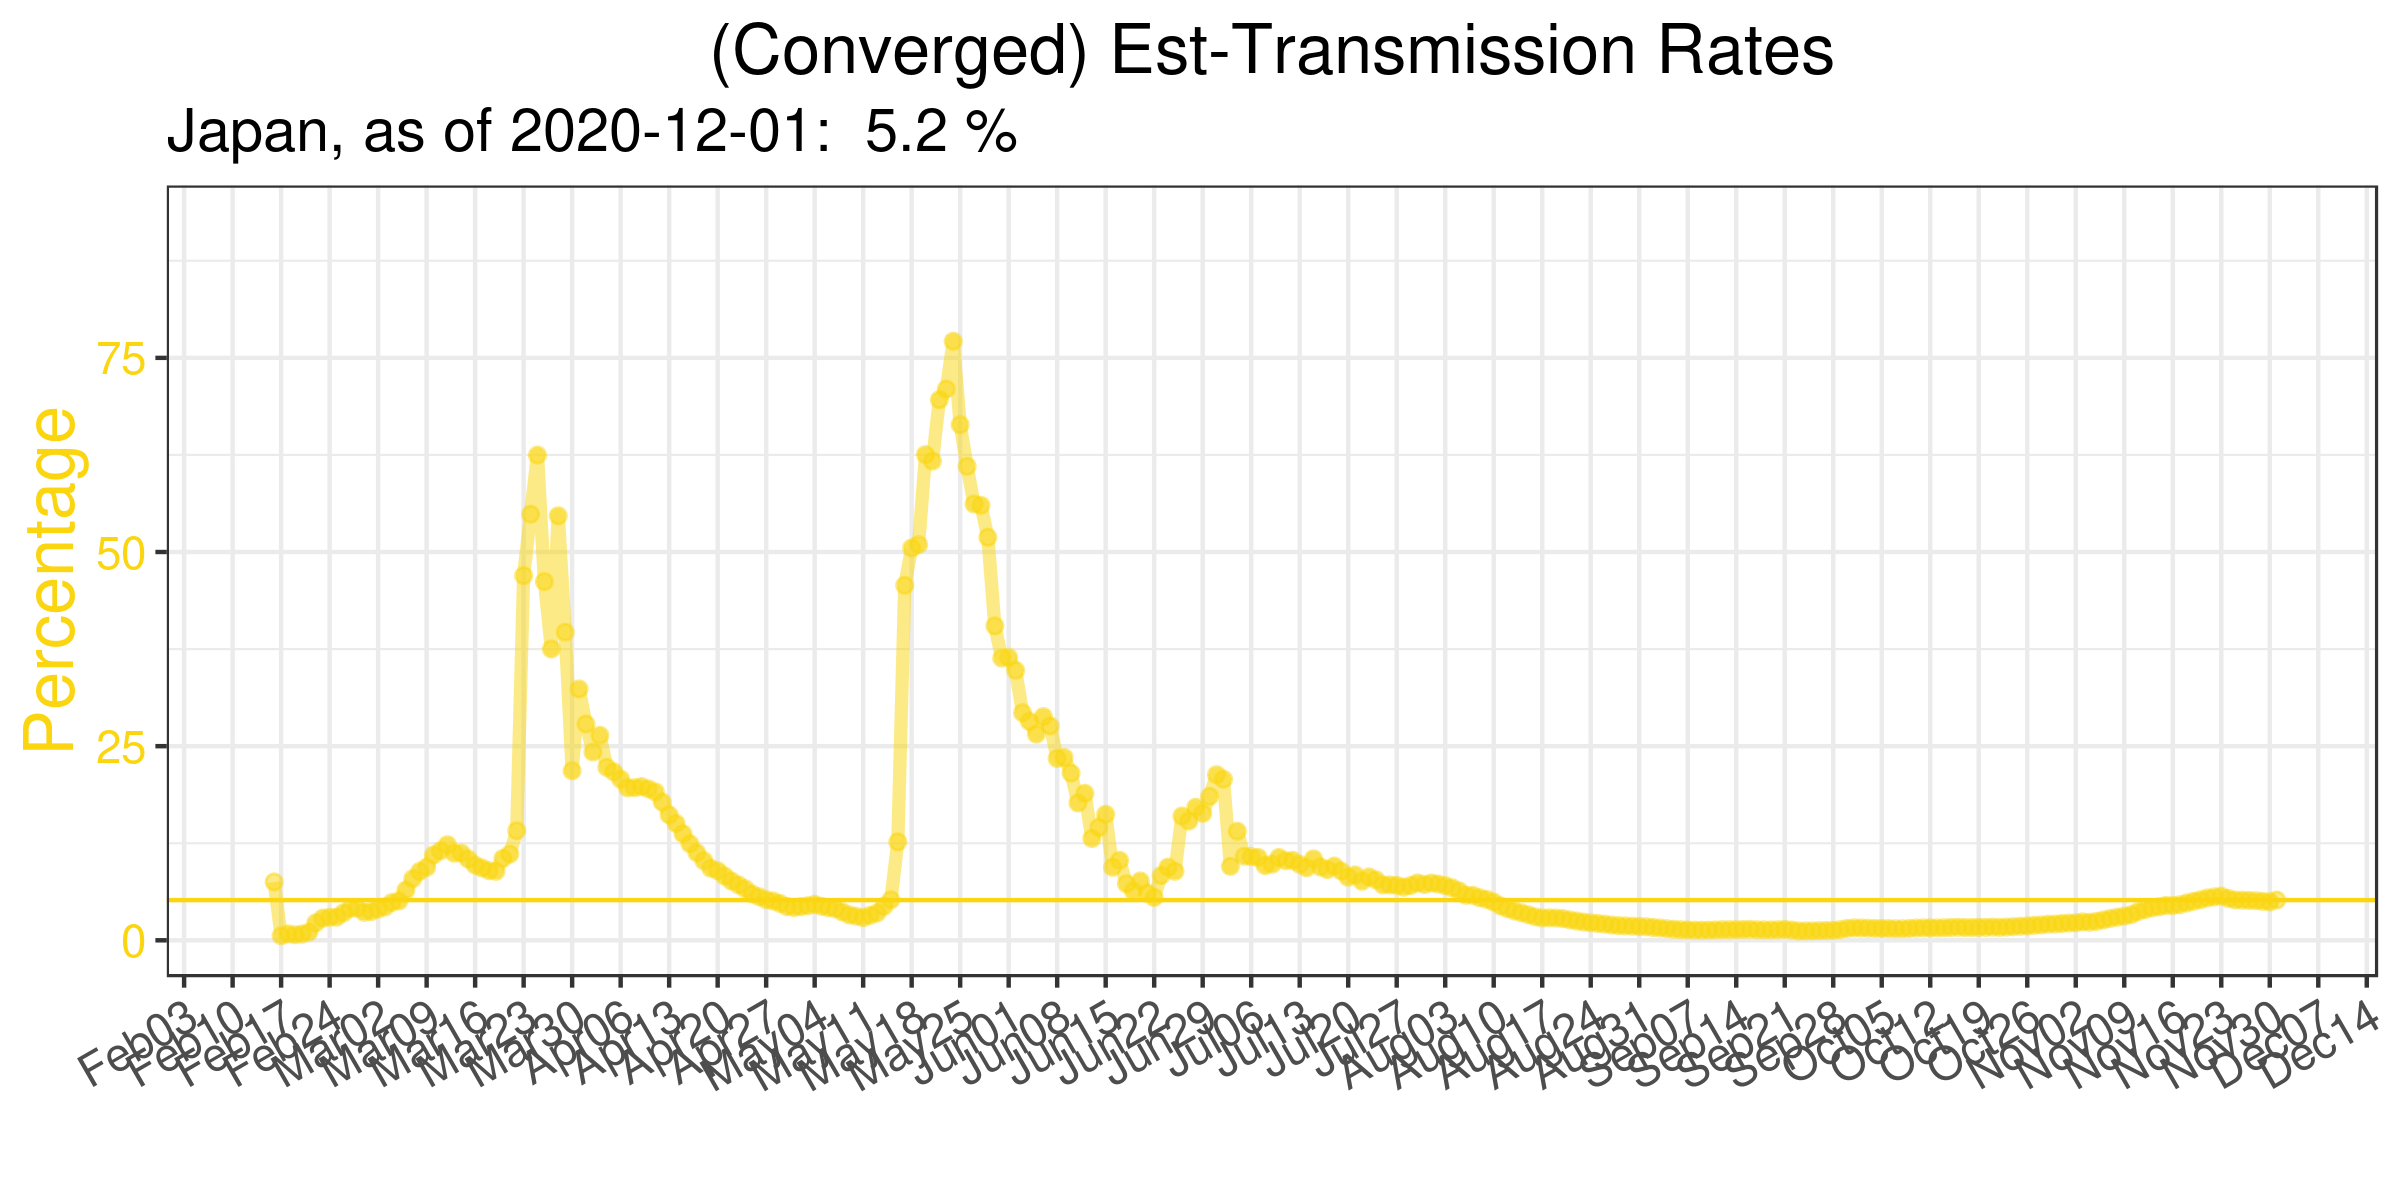 (Converged) Est-Transmission Rates
Japan, as of 2020-12-01:  5.2 %
Percentage
75
50
25
0
Feb03
Feb10
Feb17
Feb24
Mar02
Mar09
Mar16
Mar23
Mar30
Apr06
Apr13
Apr20
Apr27
May04
May11
May18
May25
Jun01
Jun08
Jun15
Jun22
Jun29
Jul06
Jul13
Jul20
Jul27
Aug03
Aug10
Aug17
Aug24
Aug31
Sep07
Sep14
Sep21
Sep28
Oct05
Oct12
Oct19
Oct26
Nov02
Nov09
Nov16
Nov23
Nov30
Dec07
Dec14